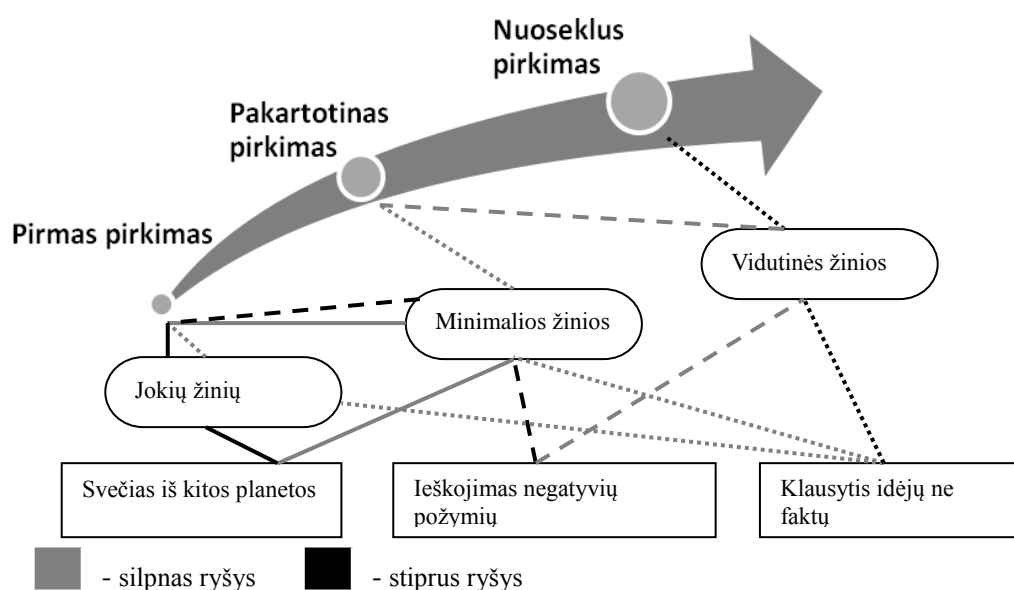 Nuoseklus
pirkimas
Pakartotinas
pirkimas
Pirmas pirkimas
Vidutinės žinios
Minimalios žinios
Jokių žinių
Svečias iš kitos planetos
Ieškojimas negatyvių
požymių
Klausytis idėjų ne
faktų
- silpnas ryšys
- stiprus ryšys